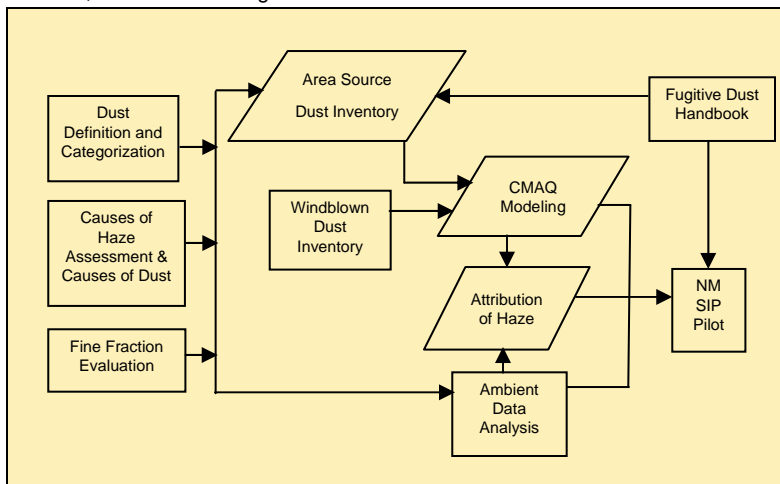 Area Source
Dust Inventory
Fugitive Dust
Handbook
Dust
Definition and
Categorization
CMAQ
Modeling
Windblown
Dust
Inventory
Causes of
Haze
Assessment &
Causes of Dust
NM
SIP
Pilot
Attribution
of Haze
Fine Fraction
Evaluation
Ambient
Data
Analysis